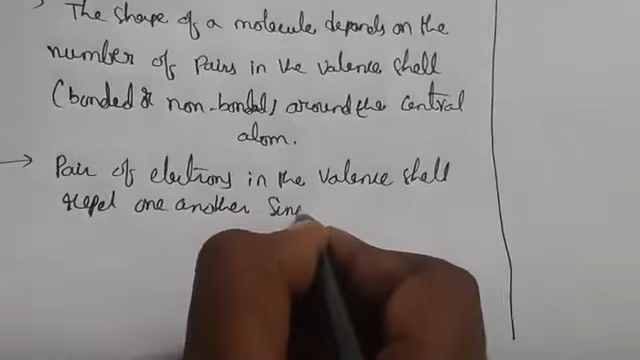 The shape of a molecule depends on the
number of pairs in the valence shell
(bonded & non-bonded) around the central
atom.
→ Pair of electrons in the valence shell
repel one another Sin